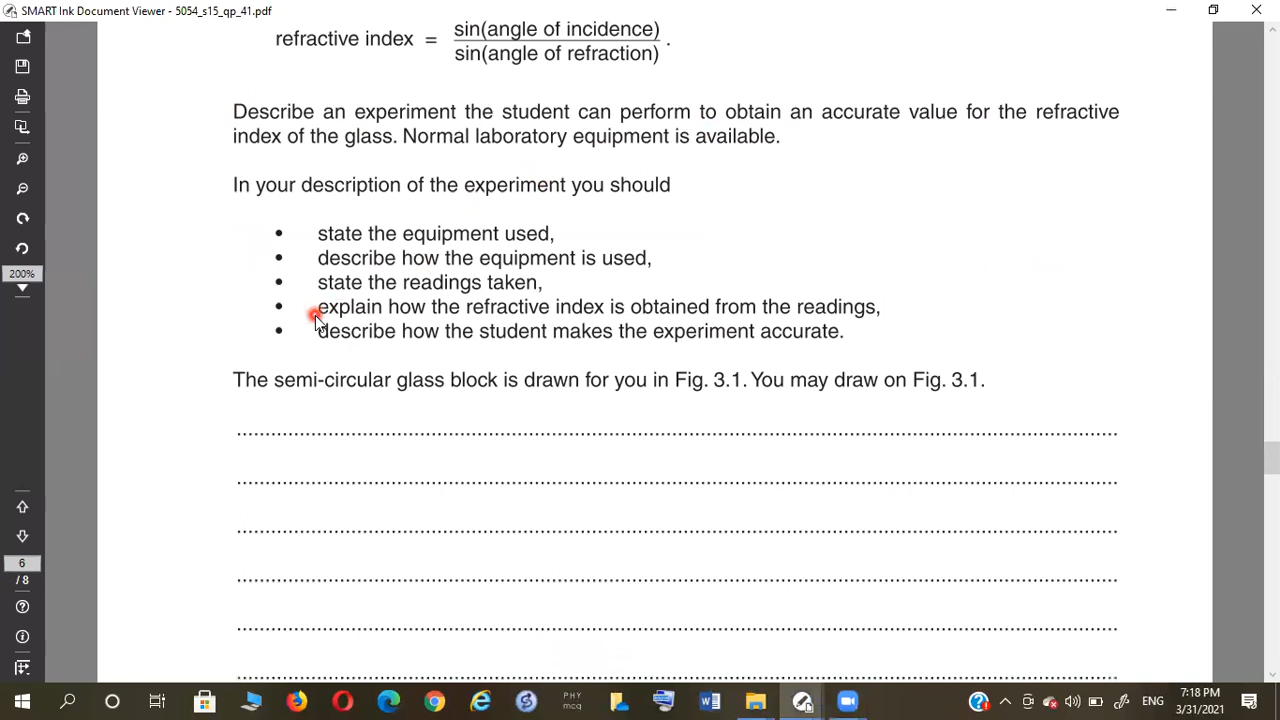 SMART Ink Document Viewer - 5054_s15_qp_41.pdf
refractive index = sin(angle of incidence)
sin(angle of refraction) .
Describe an experiment the student can perform to obtain an accurate value for the refractive
index of the glass. Normal laboratory equipment is available.
In your description of the experiment you should
• state the equipment used,
• describe how the equipment is used,
• state the readings taken,
• explain how the refractive index is obtained from the readings,
• describe how the student makes the experiment accurate.
The semi-circular glass block is drawn for you in Fig. 3.1. You may draw on Fig. 3.1.
200%
6
/ 8
PHY
mcq
ENG
7:18 PM
3/31/2021